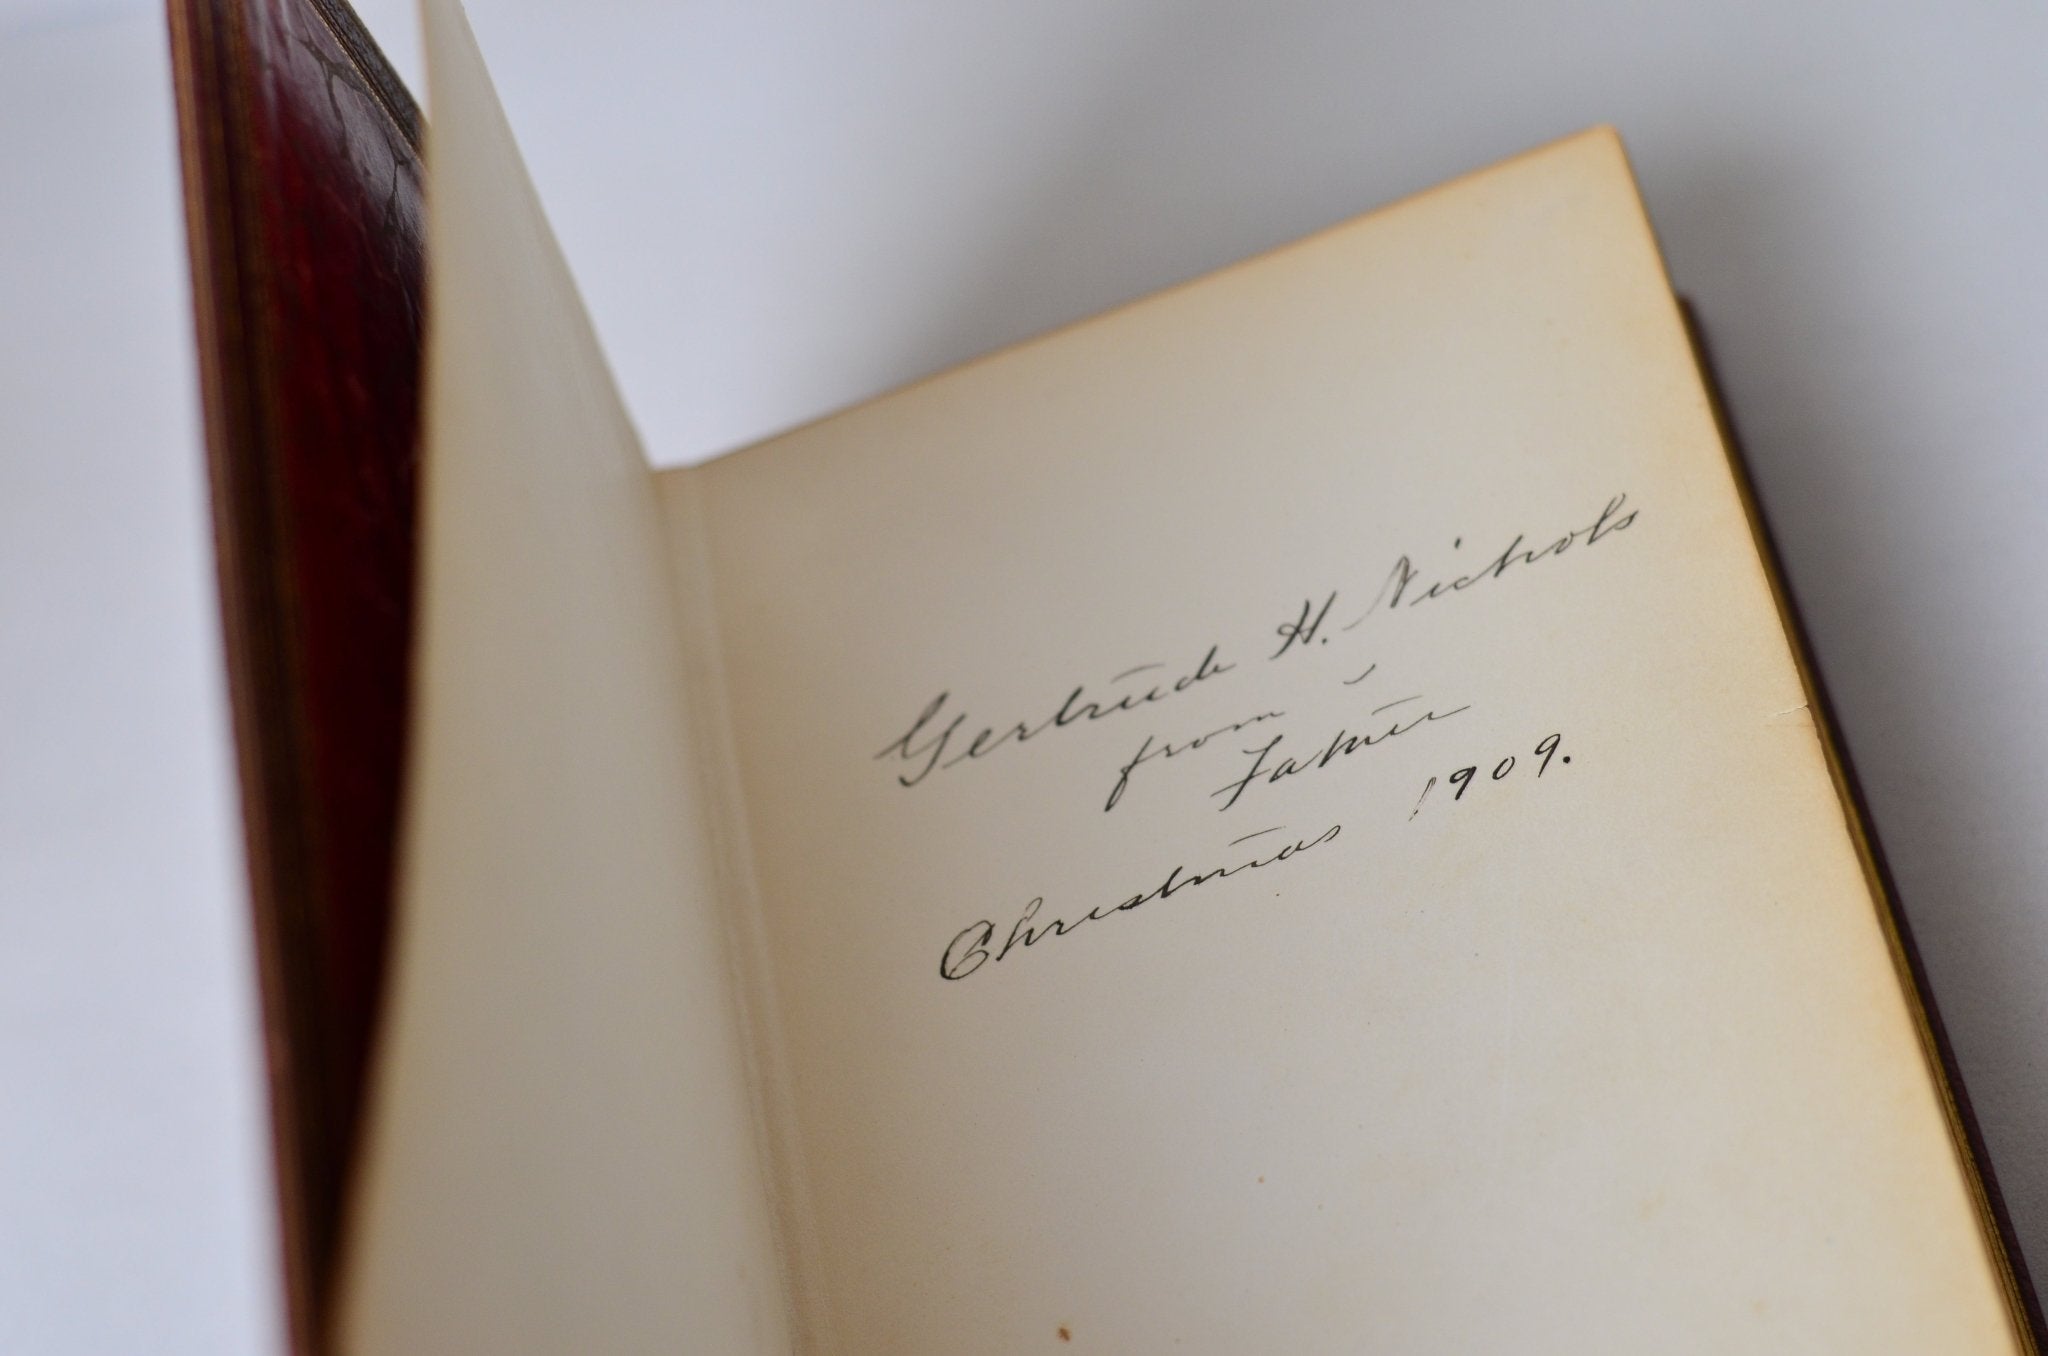 Gertrude H. Nichols
from
Father
Christmas 1909.